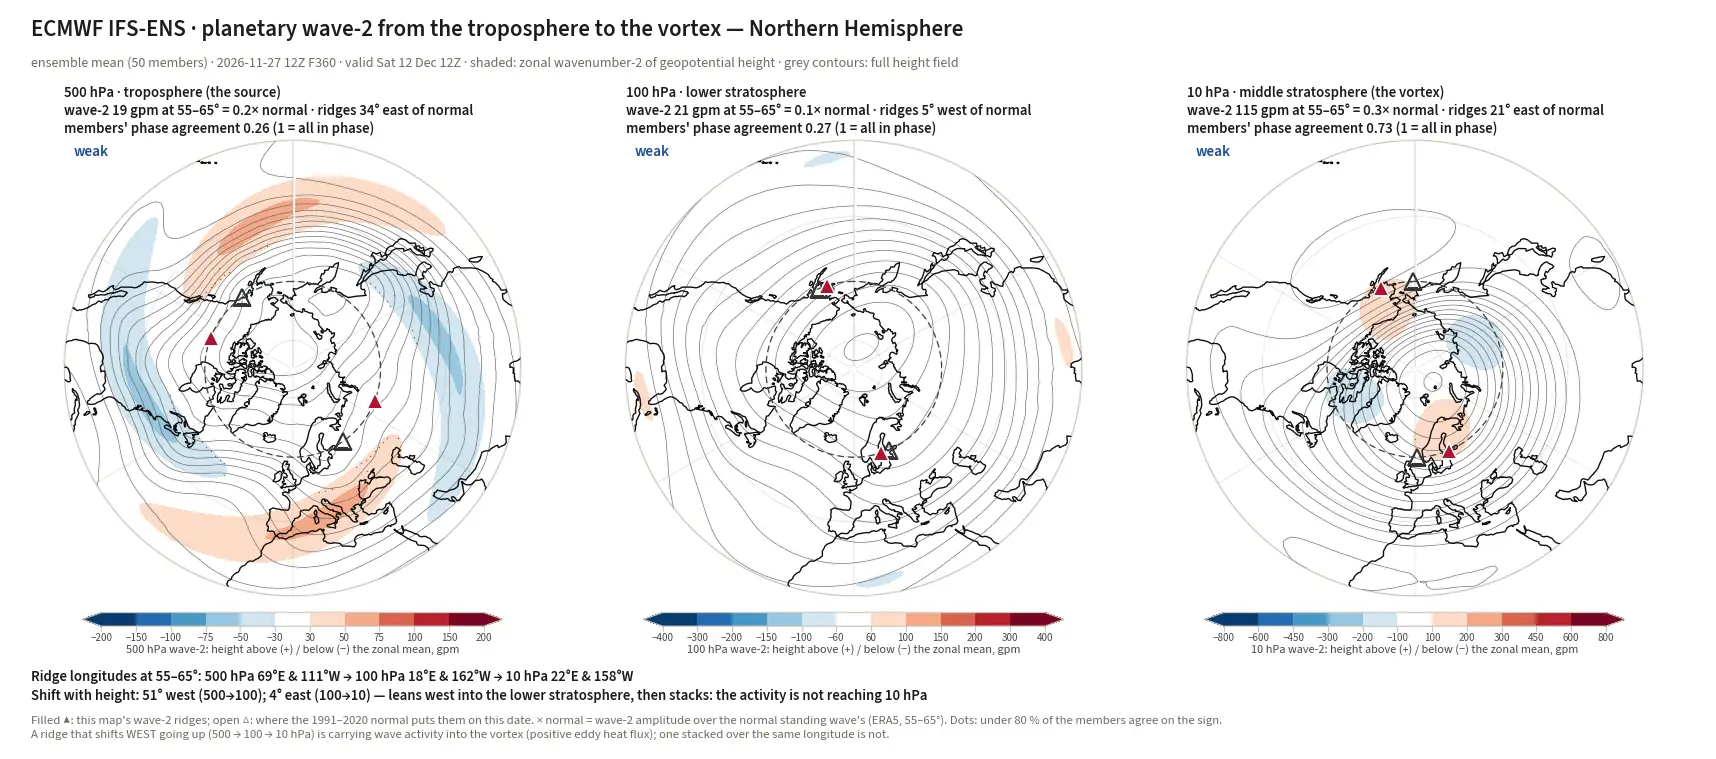 ECMWF IFS-ENS · planetary wave-2 from the troposphere to the vortex — Northern Hemisphere
ensemble mean (50 members) · 2026-11-27 12Z F360 · valid Sat 12 Dec 12Z · shaded: zonal wavenumber-2 of geopotential height · grey contours: full height field
500 hPa · troposphere (the source)
wave-2 19 gpm at 55–65° = 0.2× normal · ridges 34° east of normal
members' phase agreement 0.26 (1 = all in phase)
weak
100 hPa · lower stratosphere
wave-2 21 gpm at 55–65° = 0.1× normal · ridges 5° west of normal
members' phase agreement 0.27 (1 = all in phase)
weak
10 hPa · middle stratosphere (the vortex)
wave-2 115 gpm at 55–65° = 0.3× normal · ridges 21° east of normal
members' phase agreement 0.73 (1 = all in phase)
weak
−200 −150 −100 −75 −50 −30 30 50 75 100 150 200
500 hPa wave-2: height above (+) / below (−) the zonal mean, gpm
−400 −300 −200 −150 −100 −60 60 100 150 200 300 400
100 hPa wave-2: height above (+) / below (−) the zonal mean, gpm
−800 −600 −450 −300 −200 −100 100 200 300 450 600 800
10 hPa wave-2: height above (+) / below (−) the zonal mean, gpm
Ridge longitudes at 55–65°: 500 hPa 69°E & 111°W → 100 hPa 18°E & 162°W → 10 hPa 22°E & 158°W
Shift with height: 51° west (500→100); 4° east (100→10) — leans west into the lower stratosphere, then stacks: the activity is not reaching 10 hPa
Filled ▲: this map's wave-2 ridges; open △: where the 1991–2020 normal puts them on this date. × normal = wave-2 amplitude over the normal standing wave's (ERA5, 55–65°). Dots: under 80 % of the members agree on the sign.
A ridge that shifts WEST going up (500 → 100 → 10 hPa) is carrying wave activity into the vortex (positive eddy heat flux); one stacked over the same longitude is not.